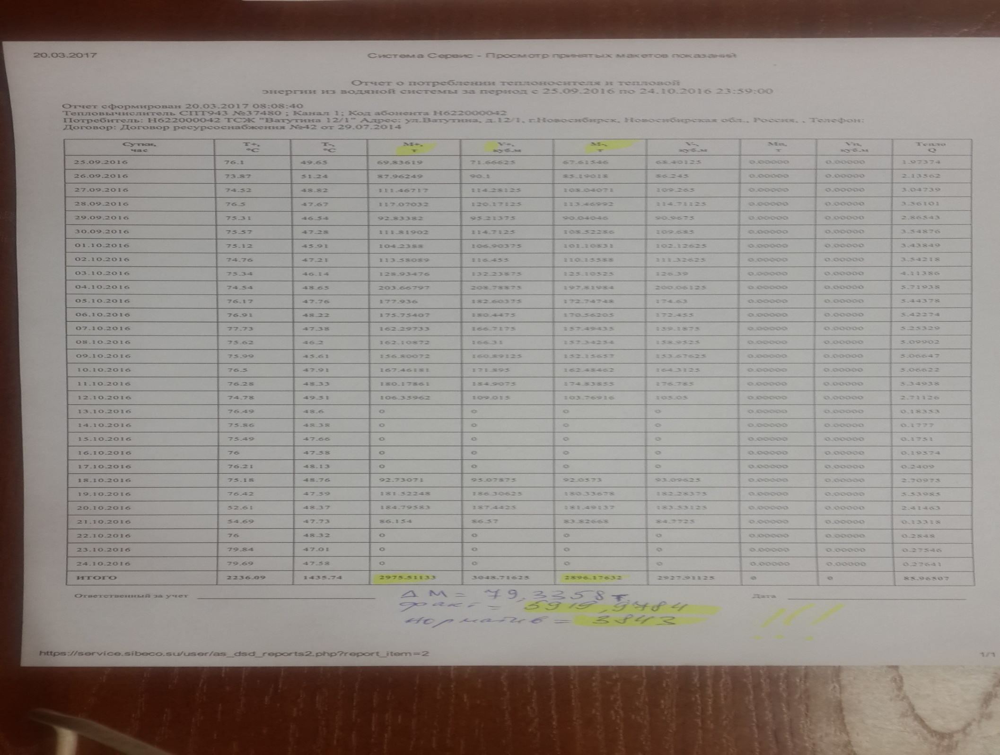 20.03.2017 Система Сервис - Просмотр принятых макетов показаний
Отчет о потреблении теплоносителя и тепловой
энергии из водяной системы за период с 25.09.2016 по 24.10.2016 23:59:00
Отчет сформирован 20.03.2017 08:08:40
Тепловычислитель СПТ943 №37480 ; Канал 1; Код абонента Н622000042
Потребитель: Н622000042 ТСЖ "Ватутина 12/1" Адрес: ул.Ватутина, д.12/1, г.Новосибирск, Новосибирская обл., Россия, , Телефон:
Договор: Договор ресурсоснабжения №42 от 29.07.2014
Сутки, T+, T-, M+, V+, M-, V-, Mп, Vп, Тепло
час °C °C т куб.м т куб.м т куб.м Q
25.09.2016 76.1 49.65 69.83619 71.66625 67.61546 68.40125 0.00000 0.00000 1.97374
26.09.2016 73.87 51.24 87.96249 90.1 85.19018 86.245 0.00000 0.00000 2.13562
27.09.2016 74.52 48.82 111.46717 114.28125 108.04071 109.265 0.00000 0.00000 3.04739
28.09.2016 76.5 47.67 117.07032 120.17125 113.46992 114.71125 0.00000 0.00000 3.56101
29.09.2016 75.31 46.54 92.83382 95.21375 90.04046 90.9675 0.00000 0.00000 2.86543
30.09.2016 75.57 47.28 111.81902 114.7125 108.52286 109.685 0.00000 0.00000 3.54876
01.10.2016 75.12 45.91 104.2388 106.90375 101.10831 102.12625 0.00000 0.00000 3.43849
02.10.2016 74.76 47.21 113.58089 116.455 110.15588 111.32625 0.00000 0.00000 3.54218
03.10.2016 75.34 46.14 128.93476 132.23875 125.10525 126.39 0.00000 0.00000 4.11386
04.10.2016 74.54 48.65 203.66797 208.78875 197.81984 200.06125 0.00000 0.00000 5.71938
05.10.2016 76.17 47.76 177.936 182.60375 172.74748 174.63 0.00000 0.00000 5.44378
06.10.2016 76.91 48.22 175.75407 180.4475 170.56205 172.455 0.00000 0.00000 5.42274
07.10.2016 77.73 47.38 162.29733 166.7175 157.49435 159.1875 0.00000 0.00000 5.25329
08.10.2016 75.62 46.2 162.10872 166.31 157.34254 158.9525 0.00000 0.00000 5.09902
09.10.2016 75.99 45.61 156.80072 160.89125 152.15657 153.67625 0.00000 0.00000 5.06647
10.10.2016 76.5 47.91 167.46181 171.895 162.48462 164.3125 0.00000 0.00000 5.06622
11.10.2016 76.28 48.33 180.17861 184.9075 174.83855 176.785 0.00000 0.00000 5.34938
12.10.2016 74.78 49.51 106.35962 109.015 103.76916 105.05 0.00000 0.00000 2.71126
13.10.2016 76.49 48.6 0 0 0 0 0.00000 0.00000 0.18353
14.10.2016 75.86 48.38 0 0 0 0 0.00000 0.00000 0.1777
15.10.2016 75.49 47.66 0 0 0 0 0.00000 0.00000 0.1751
16.10.2016 76 47.58 0 0 0 0 0.00000 0.00000 0.19574
17.10.2016 76.21 48.13 0 0 0 0 0.00000 0.00000 0.2409
18.10.2016 75.18 48.76 92.73071 95.07875 92.0573 93.09625 0.00000 0.00000 2.70975
19.10.2016 76.42 47.59 181.52248 186.30625 180.33678 182.28375 0.00000 0.00000 5.53985
20.10.2016 52.61 48.37 184.79583 187.4425 181.49137 183.53125 0.00000 0.00000 2.41463
21.10.2016 54.69 47.73 86.154 86.57 83.82668 84.7725 0.00000 0.00000 0.13318
22.10.2016 76 48.32 0 0 0 0 0.00000 0.00000 0.2848
23.10.2016 79.84 47.01 0 0 0 0 0.00000 0.00000 0.27546
24.10.2016 79.69 47.58 0 0 0 0 0.00000 0.00000 0.27641
ИТОГО 2236.09 1435.74 2975.51133 3048.71625 2896.17632 2927.91125 0 0 85.96507
Ответственный за учет Дата
ΔM = 79,3358 т.
факт = 5919,9784
норматив = 3843 !!!
https://service.sibeco.su/user/as_dsd_reports2.php?report_item=2 1/1